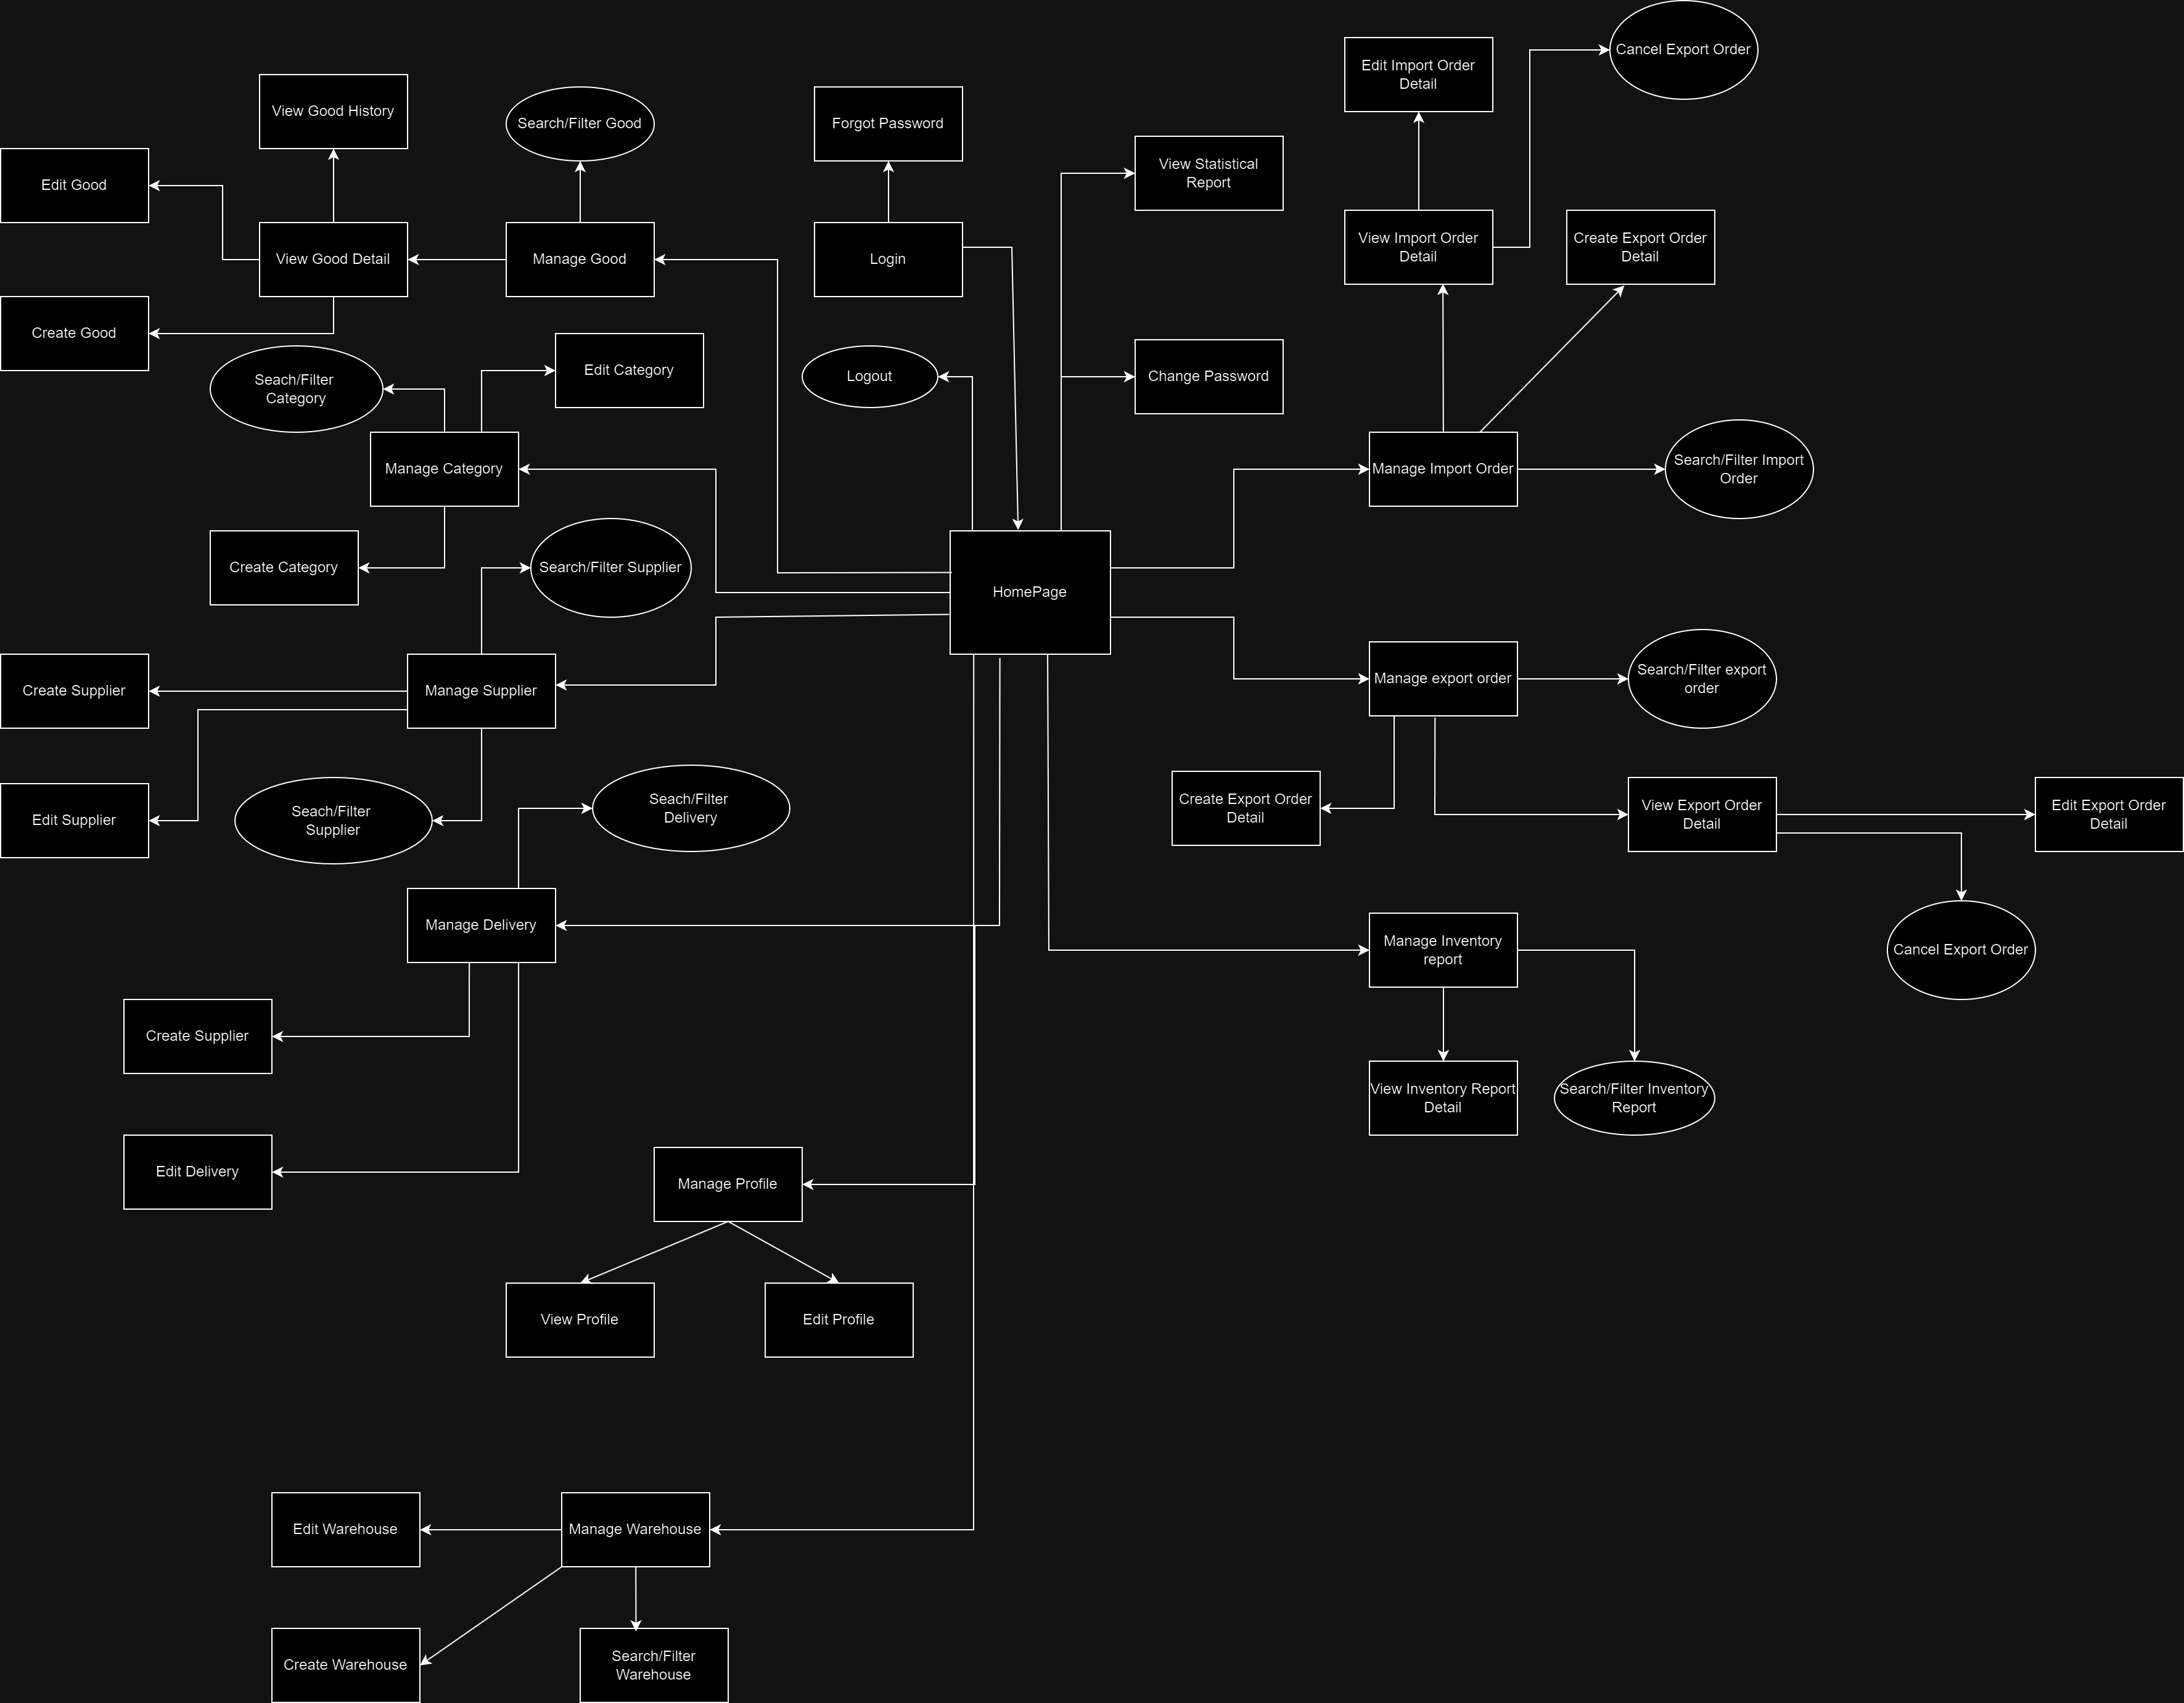 Cancel Export Order
Edit Import Order
Detail
View Good History
Search/Filter Good
Forgot Password
View Statistical
Report
Edit Good
View Good Detail
Manage Good
Login
View Import Order
Detail
Create Export Order
Detail
Create Good
Seach/Filter
Category
Edit Category
Logout
Change Password
Manage Category
Manage Import Order
Search/Filter Import
Order
Create Category
Search/Filter Supplier
HomePage
Create Supplier
Manage Supplier
Manage export order
Search/Filter export
order
Edit Supplier
Seach/Filter
Supplier
Seach/Filter
Delivery
Create Export Order
Detail
View Export Order
Detail
Edit Export Order
Detail
Manage Delivery
Manage Inventory
report
Cancel Export Order
Create Supplier
View Inventory Report
Detail
Search/Filter Inventory
Report
Edit Delivery
Manage Profile
View Profile
Edit Profile
Edit Warehouse
Manage Warehouse
Create Warehouse
Search/Filter
Warehouse